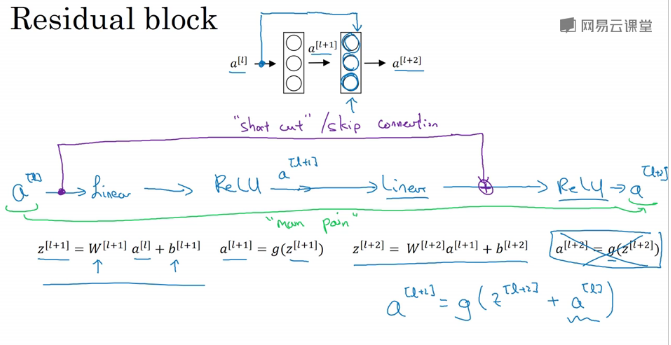 Residual block
网易云课堂
a^[l] a^[l+1] a^[l+2]
"short cut" / skip connection
a^[l] → Linear → ReLU a^[l+1] → Linear → ReLU → a^[l+2]
"main path"
z^[l+1] = W^[l+1] a^[l] + b^[l+1] a^[l+1] = g(z^[l+1]) z^[l+2] = W^[l+2] a^[l+1] + b^[l+2] a^[l+2] = g(z^[l+2])
a^[l+2] = g(z^[l+2] + a^[l])